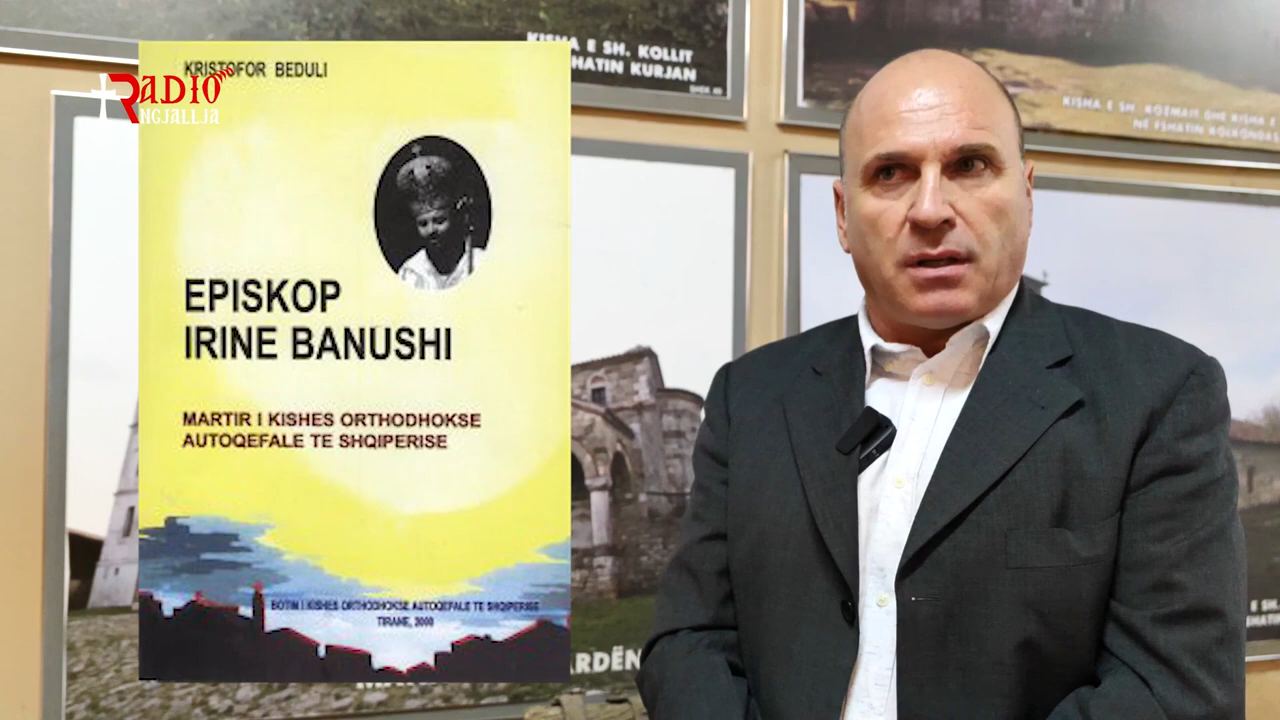 RADIO
NGJALLJA
KRISTOFOR BEDULI
EPISKOP
IRINE BANUSHI
MARTIR I KISHES ORTHODHOKSE
AUTOQEFALE TE SHQIPERISE
BOTIM I KISHES ORTHODHOKSE AUTOQEFALE TE SHQIPERISE
TIRANE, 2000
KISHA E SH. KOLLIT
FSHATIN KURJAN
KISHA E SH. KOZMAIT DHE KISHA E
NË FSHATIN KOLKONDAS
ARDËN